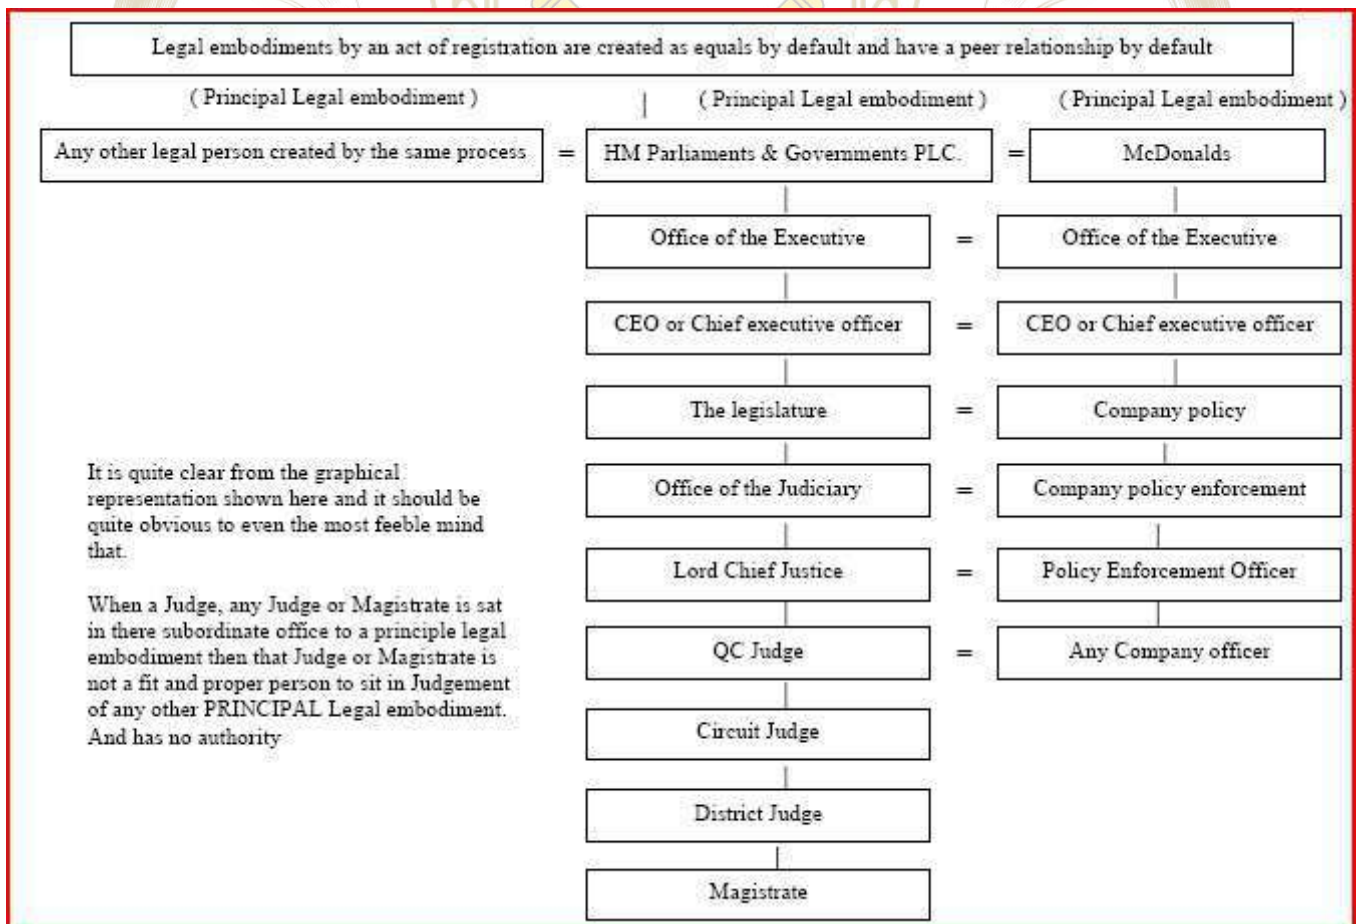 Legal embodiments by an act of registration are created as equals by default and have a peer relationship by default
( Principal Legal embodiment ) ( Principal Legal embodiment ) ( Principal Legal embodiment )
Any other legal person created by the same process = HM Parliaments & Governments PLC. = McDonalds
Office of the Executive = Office of the Executive
CEO or Chief executive officer = CEO or Chief executive officer
The legislature = Company policy
Office of the Judiciary = Company policy enforcement
Lord Chief Justice = Policy Enforcement Officer
QC Judge = Any Company officer
Circuit Judge
District Judge
Magistrate
It is quite clear from the graphical
representation shown here and it should be
quite obvious to even the most feeble mind
that.
When a Judge, any Judge or Magistrate is sat
in there subordinate office to a principle legal
embodiment then that Judge or Magistrate is
not a fit and proper person to sit in Judgement
of any other PRINCIPAL Legal embodiment.
And has no authority